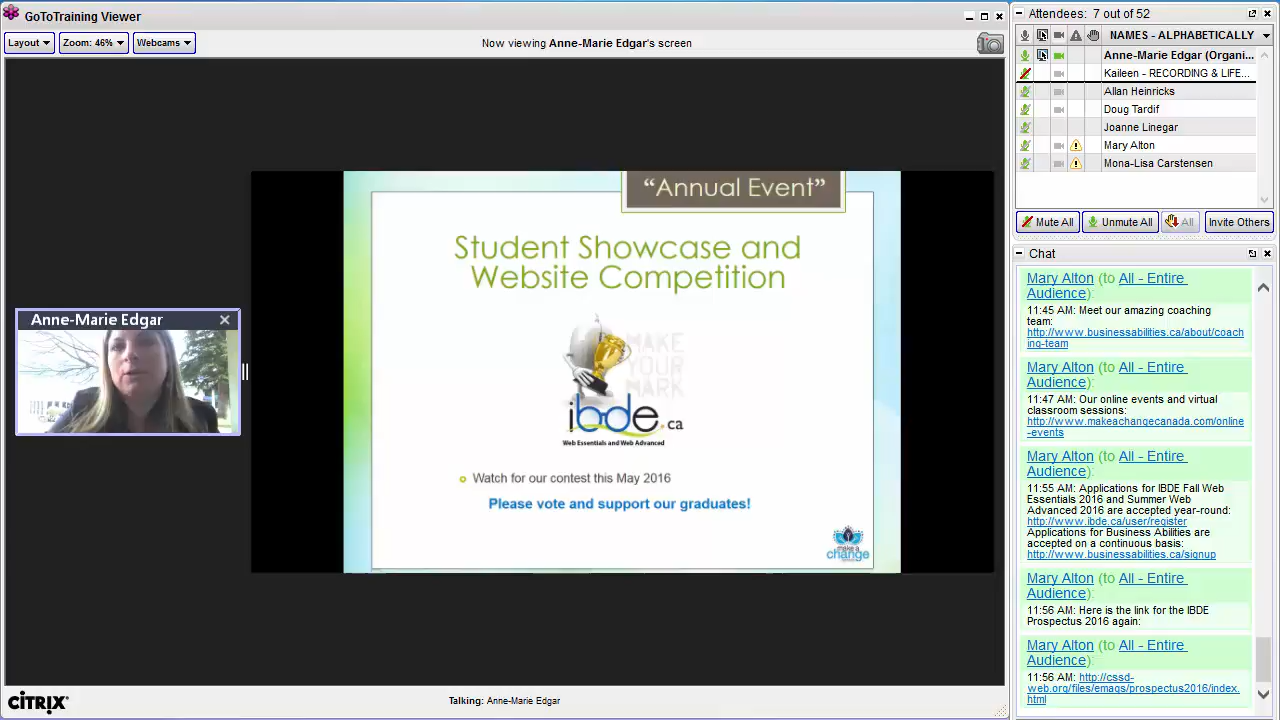 GoToTraining Viewer
Layout
Zoom: 46%
Webcams
Now viewing Anne-Marie Edgar's screen
Anne-Marie Edgar
"Annual Event"
Student Showcase and
Website Competition
MAKE
YOUR
MARK
ibde.ca
Web Essentials and Web Advanced
Watch for our contest this May 2016
Please vote and support our graduates!
make a
change
CITRIX
Talking: Anne-Marie Edgar
Attendees: 7 out of 52
NAMES - ALPHABETICALLY
Anne-Marie Edgar (Organi...
Kaileen - RECORDING & LIFE...
Allan Heinricks
Doug Tardif
Joanne Linegar
Mary Alton
Mona-Lisa Carstensen
Mute All
Unmute All
All
Invite Others
Chat
Mary Alton (to All - Entire
Audience):
11:45 AM: Meet our amazing coaching
team:
http://www.businessabilities.ca/about/coach
ing-team
Mary Alton (to All - Entire
Audience):
11:47 AM: Our online events and virtual
classroom sessions:
http://www.makeachangecanada.com/online
-events
Mary Alton (to All - Entire
Audience):
11:55 AM: Applications for IBDE Fall Web
Essentials 2016 and Summer Web
Advanced 2016 are accepted year-round:
http://www.ibde.ca/user/register
Applications for Business Abilities are
accepted on a continuous basis:
http://www.businessabilities.ca/signup
Mary Alton (to All - Entire
Audience):
11:56 AM: Here is the link for the IBDE
Prospectus 2016 again:
Mary Alton (to All - Entire
Audience):
11:56 AM: http://cssd-
web.org/files/emags/prospectus2016/index.
html